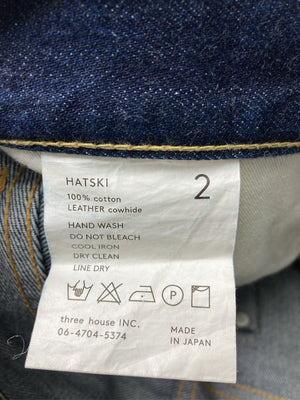 HATSKI 2
100% cotton
LEATHER cowhide
HAND WASH
DO NOT BLEACH
COOL IRON
DRY CLEAN
LINE DRY
P
three house INC.
06-4704-5374
MADE
IN JAPAN